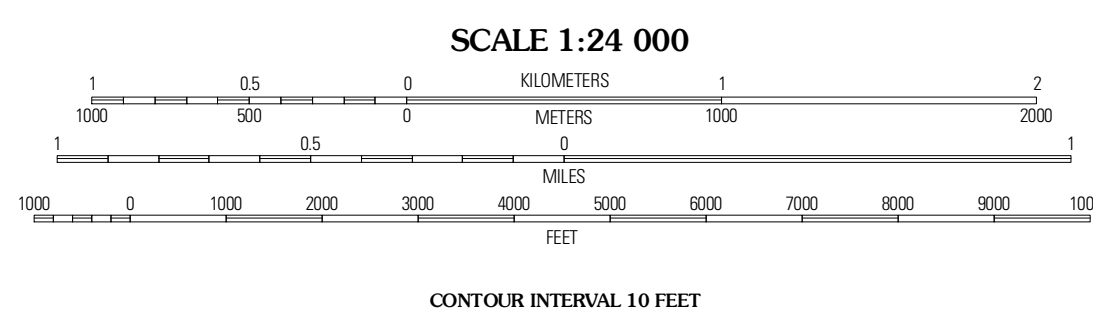 SCALE 1:24 000
1 0.5 0 KILOMETERS 1 2
1000 500 0 METERS 1000 2000
1 0.5 0 1
MILES
1000 0 1000 2000 3000 4000 5000 6000 7000 8000 9000 100
FEET
CONTOUR INTERVAL 10 FEET